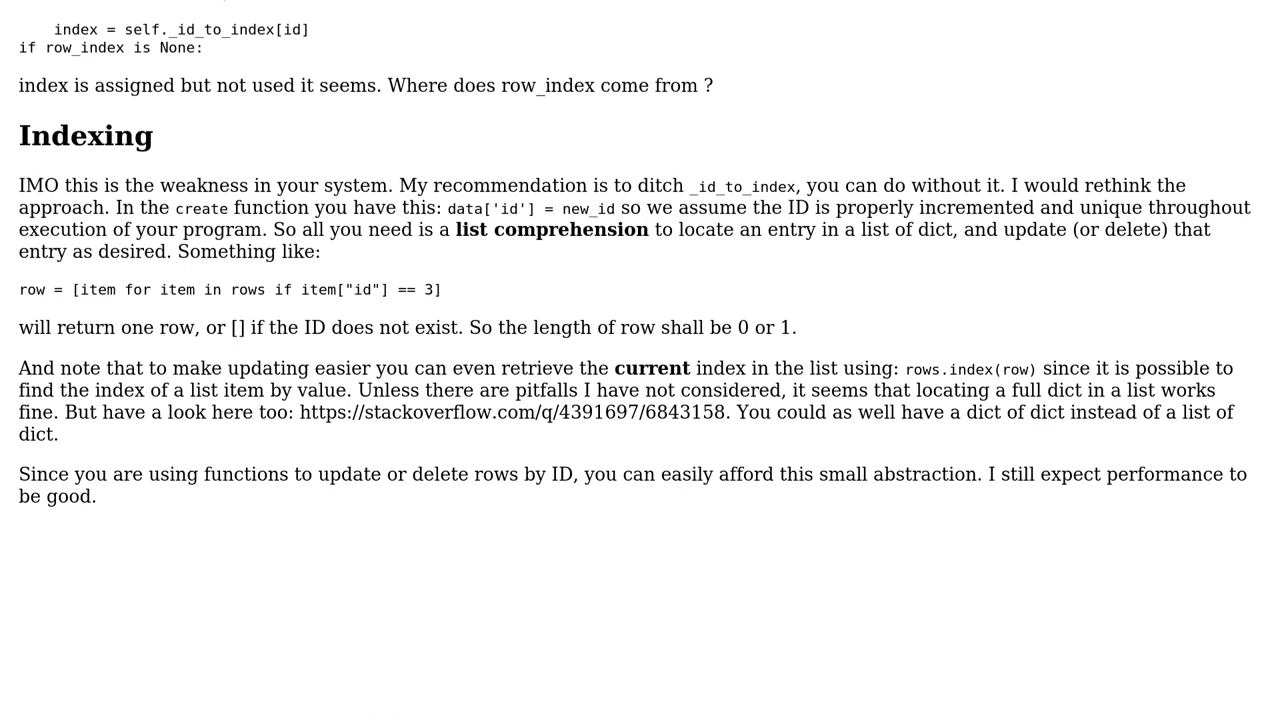 index = self._id_to_index[id]
if row_index is None:
index is assigned but not used it seems. Where does row_index come from ?
Indexing
IMO this is the weakness in your system. My recommendation is to ditch _id_to_index, you can do without it. I would rethink the
approach. In the create function you have this: data['id'] = new_id so we assume the ID is properly incremented and unique throughout
execution of your program. So all you need is a list comprehension to locate an entry in a list of dict, and update (or delete) that
entry as desired. Something like:
row = [item for item in rows if item["id"] == 3]
will return one row, or [] if the ID does not exist. So the length of row shall be 0 or 1.
And note that to make updating easier you can even retrieve the current index in the list using: rows.index(row) since it is possible to
find the index of a list item by value. Unless there are pitfalls I have not considered, it seems that locating a full dict in a list works
fine. But have a look here too: https://stackoverflow.com/q/4391697/6843158. You could as well have a dict of dict instead of a list of
dict.
Since you are using functions to update or delete rows by ID, you can easily afford this small abstraction. I still expect performance to
be good.